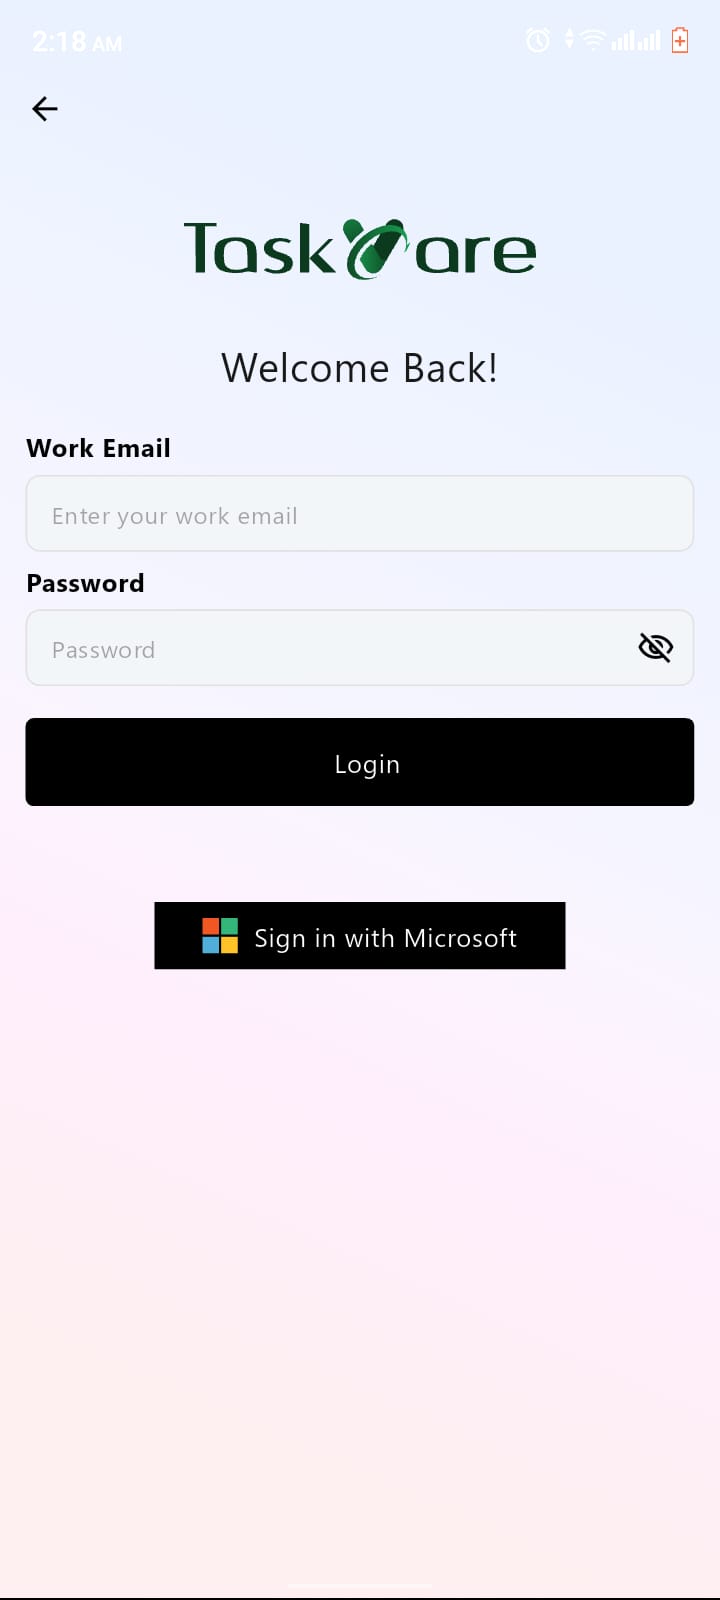 2:18 AM
TaskCare
Welcome Back!
Work Email
Enter your work email
Password
Password
Login
Sign in with Microsoft